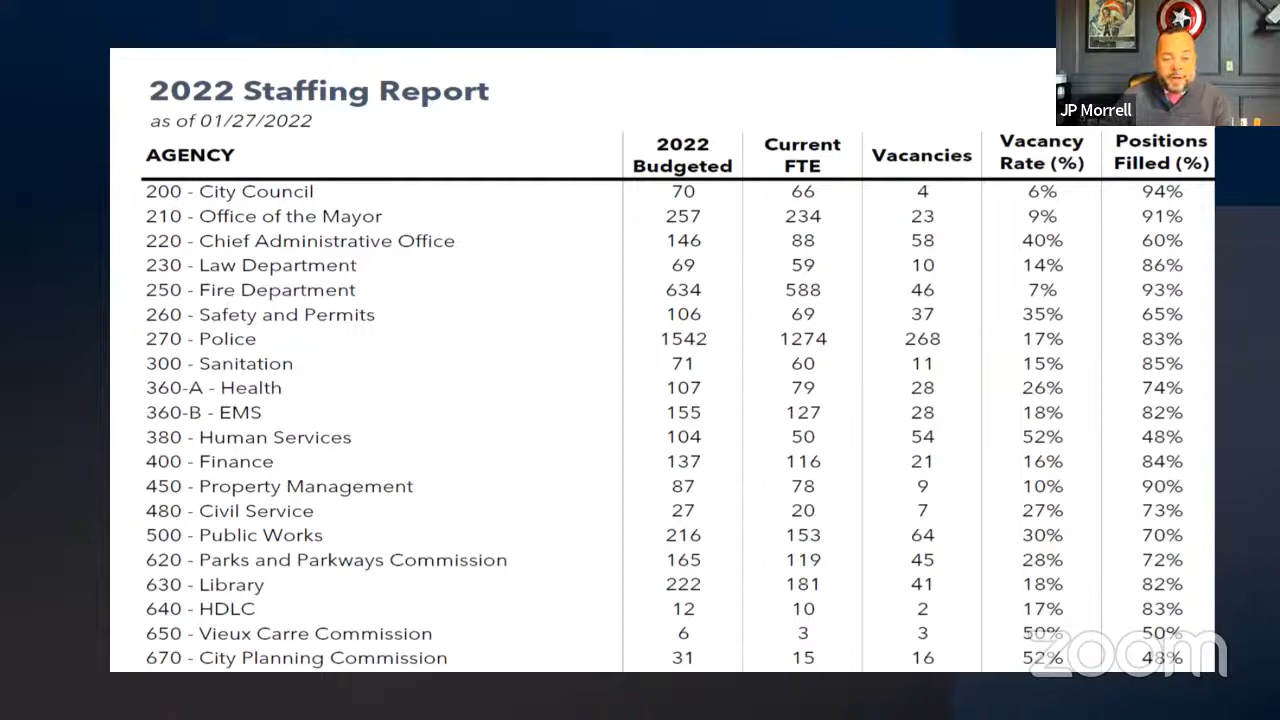 2022 Staffing Report
as of 01/27/2022
JP Morrell
AGENCY 2022 Budgeted Current FTE Vacancies Vacancy Rate (%) Positions Filled (%)
200 - City Council 70 66 4 6% 94%
210 - Office of the Mayor 257 234 23 9% 91%
220 - Chief Administrative Office 146 88 58 40% 60%
230 - Law Department 69 59 10 14% 86%
250 - Fire Department 634 588 46 7% 93%
260 - Safety and Permits 106 69 37 35% 65%
270 - Police 1542 1274 268 17% 83%
300 - Sanitation 71 60 11 15% 85%
360-A - Health 107 79 28 26% 74%
360-B - EMS 155 127 28 18% 82%
380 - Human Services 104 50 54 52% 48%
400 - Finance 137 116 21 16% 84%
450 - Property Management 87 78 9 10% 90%
480 - Civil Service 27 20 7 27% 73%
500 - Public Works 216 153 64 30% 70%
620 - Parks and Parkways Commission 165 119 45 28% 72%
630 - Library 222 181 41 18% 82%
640 - HDLC 12 10 2 17% 83%
650 - Vieux Carre Commission 6 3 3 50% 50%
670 - City Planning Commission 31 15 16 52% 48%
zoom